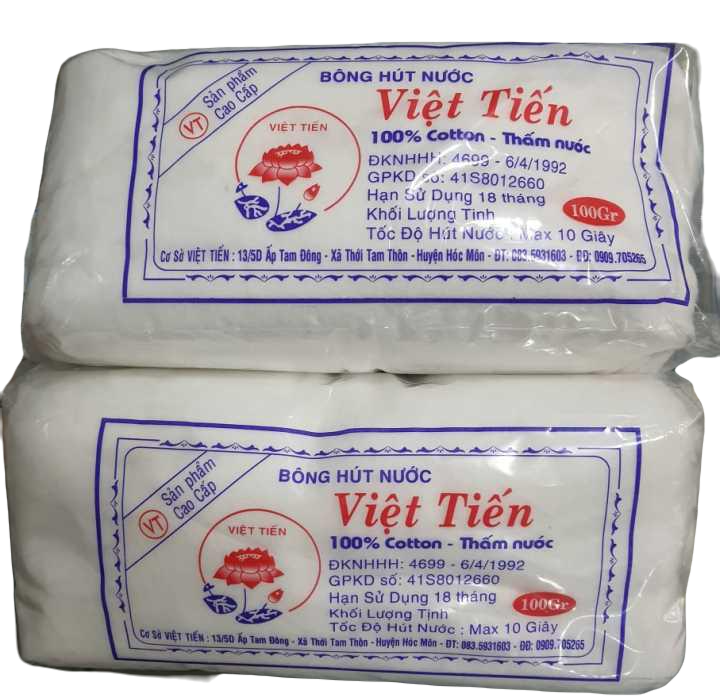 VT
Sản phẩm
Cao Cấp
BÔNG HÚT NƯỚC
Việt Tiến
VIỆT TIẾN
100% Cotton - Thấm nước
ĐKNHHH: 4699 - 6/4/1992
GPKD số: 41S8012660
Hạn Sử Dụng 18 tháng
Khối Lượng Tịnh 100Gr
Tốc Độ Hút Nước : Max 10 Giây
Cơ Sở VIỆT TIẾN : 13/5D Ấp Tam Đông - Xã Thới Tam Thôn - Huyện Hóc Môn - ĐT: 083.5931603 - ĐĐ: 0909.705265
VT
Sản phẩm
Cao Cấp
BÔNG HÚT NƯỚC
Việt Tiến
VIỆT TIẾN
100% Cotton - Thấm nước
ĐKNHHH: 4699 - 6/4/1992
GPKD số: 41S8012660
Hạn Sử Dụng 18 tháng
Khối Lượng Tịnh 100Gr
Tốc Độ Hút Nước : Max 10 Giây
Cơ Sở VIỆT TIẾN : 13/5D Ấp Tam Đông - Xã Thới Tam Thôn - Huyện Hóc Môn - ĐT: 083.5931603 - ĐĐ: 0909.705265